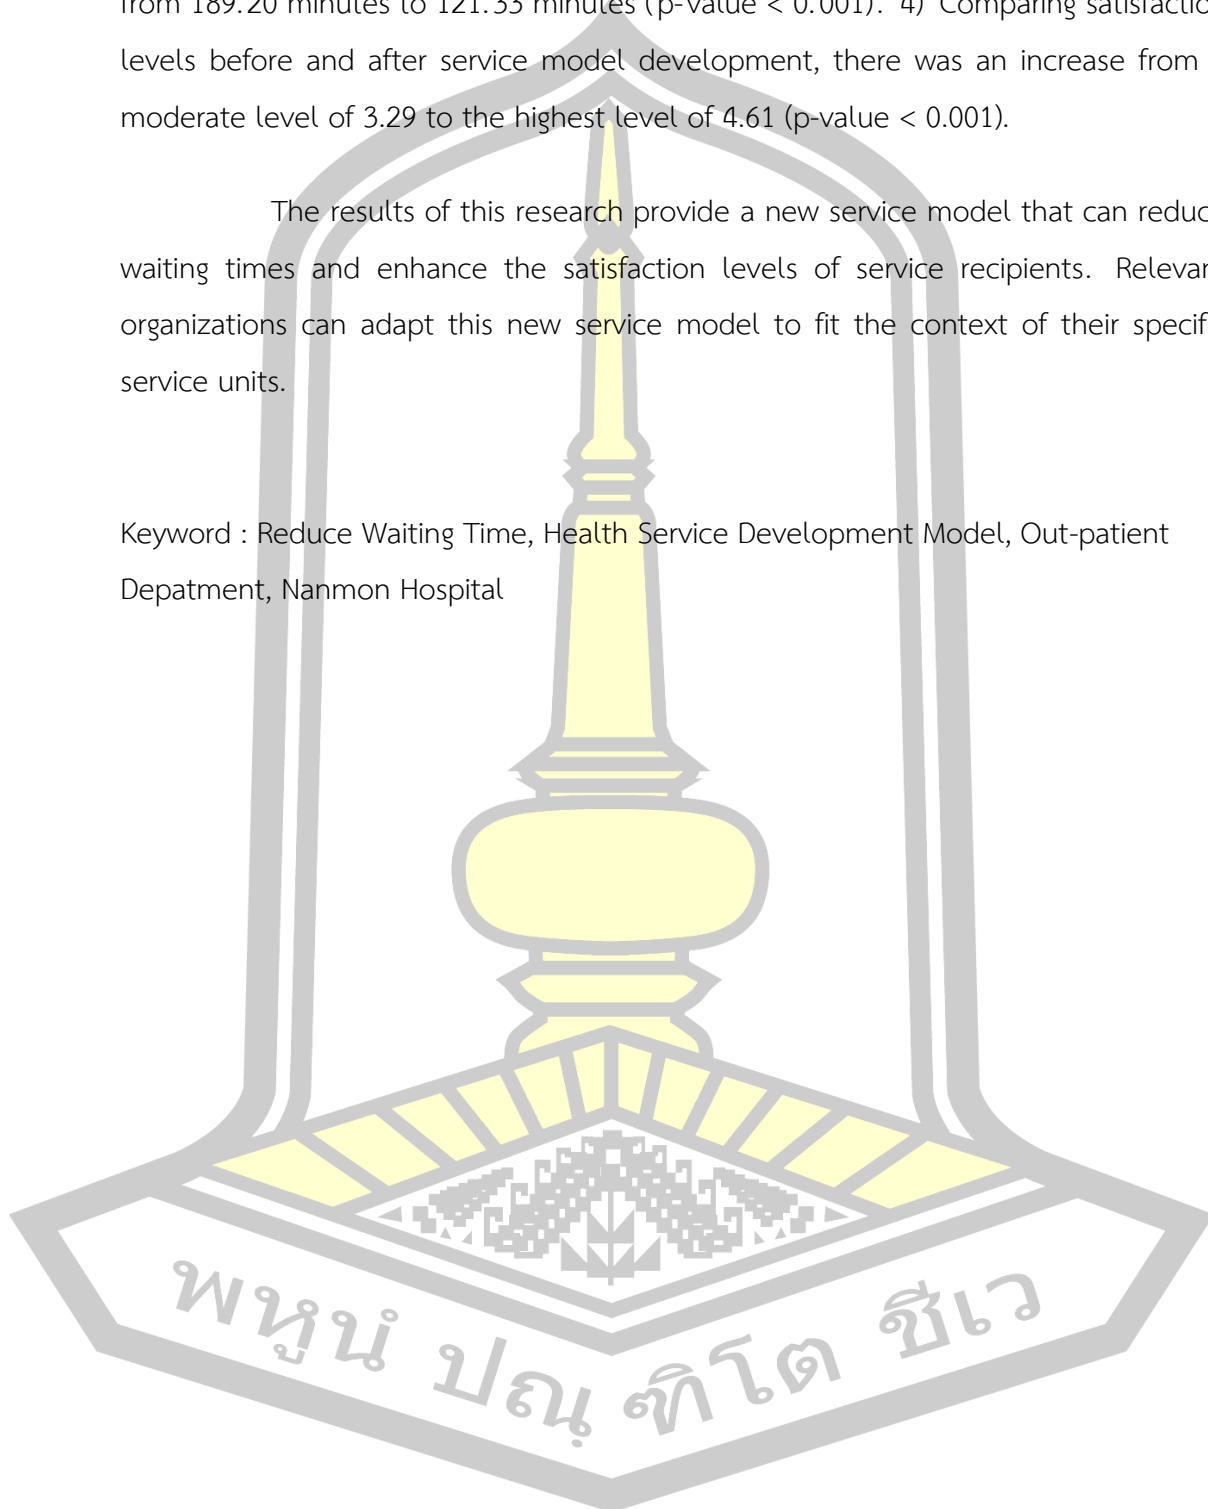 from 189.20 minutes to 121.33 minutes (p-value < 0.001). 4) Comparing satisfaction
levels before and after service model development, there was an increase from
moderate level of 3.29 to the highest level of 4.61 (p-value < 0.001).
The results of this research provide a new service model that can reduc
waiting times and enhance the satisfaction levels of service recipients. Relevan
organizations can adapt this new service model to fit the context of their specif
service units.
Keyword : Reduce Waiting Time, Health Service Development Model, Out-patient
Depatment, Nanmon Hospital
พหูนํ ปณฺฑิโต ชีเว